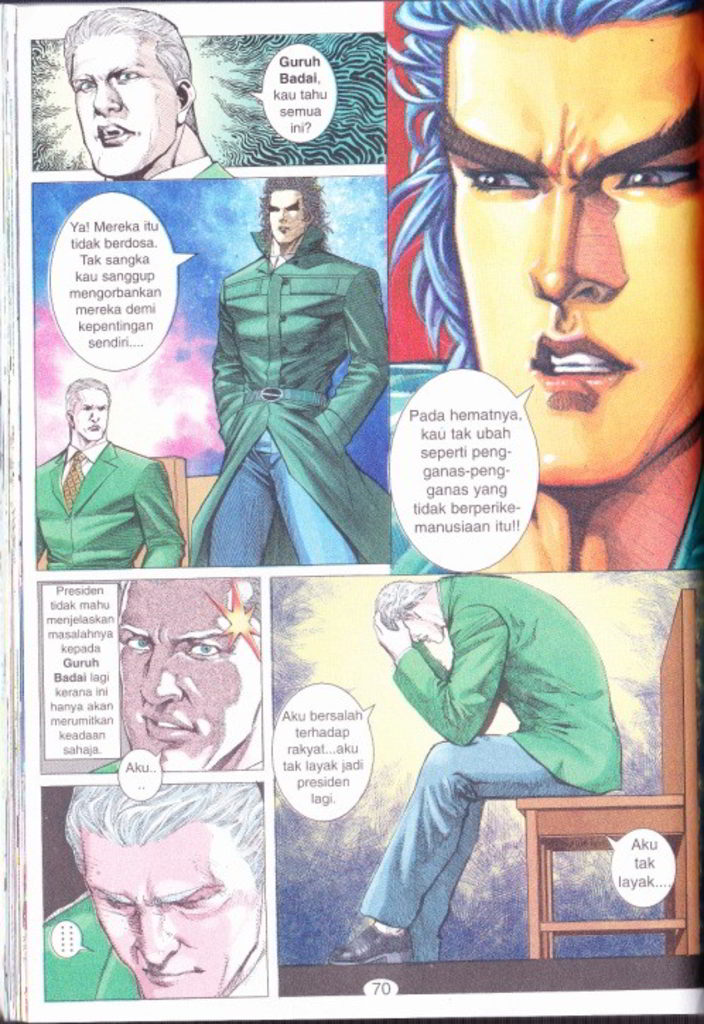 Guruh
Badai,
kau tahu
semua
ini?
Ya! Mereka itu
tidak berdosa.
Tak sangka
kau sanggup
mengorbankan
mereka demi
kepentingan
sendiri....
Pada hematnya,
kau tak ubah
seperti peng-
ganas-peng-
ganas yang
tidak berperike-
manusiaan itu!!
Presiden
tidak mahu
menjelaskan
masalahnya
kepada
Guruh
Badai lagi
kerana ini
hanya akan
merumitkan
keadaan
sahaja.
Aku..
..
Aku bersalah
terhadap
rakyat...aku
tak layak jadi
presiden
lagi.
Aku
tak
layak....
70